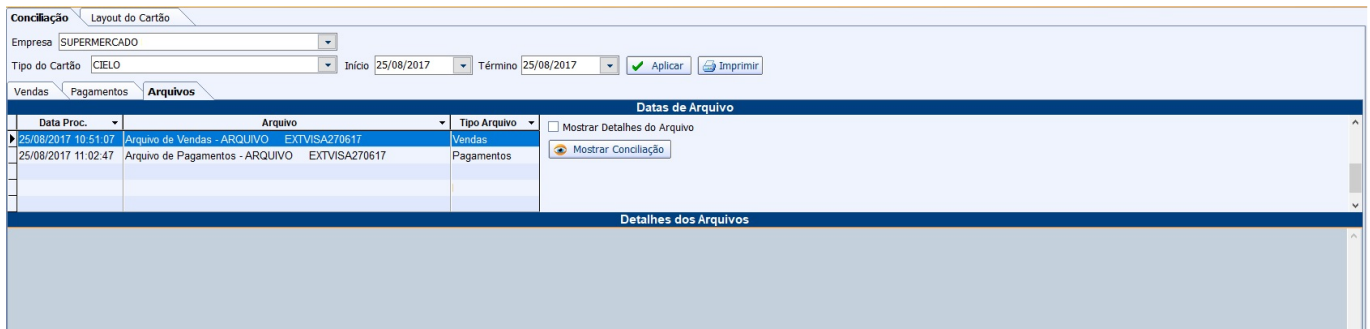 Conciliação Layout do Cartão
Empresa SUPERMERCADO
Tipo do Cartão CIELO Início 25/08/2017 Término 25/08/2017 Aplicar Imprimir
Vendas Pagamentos Arquivos
Datas de Arquivo
Data Proc. Arquivo Tipo Arquivo Mostrar Detalhes do Arquivo
25/08/2017 10:51:07 Arquivo de Vendas - ARQUIVO EXTVISA270617 Vendas Mostrar Conciliação
25/08/2017 11:02:47 Arquivo de Pagamentos - ARQUIVO EXTVISA270617 Pagamentos
Detalhes dos Arquivos